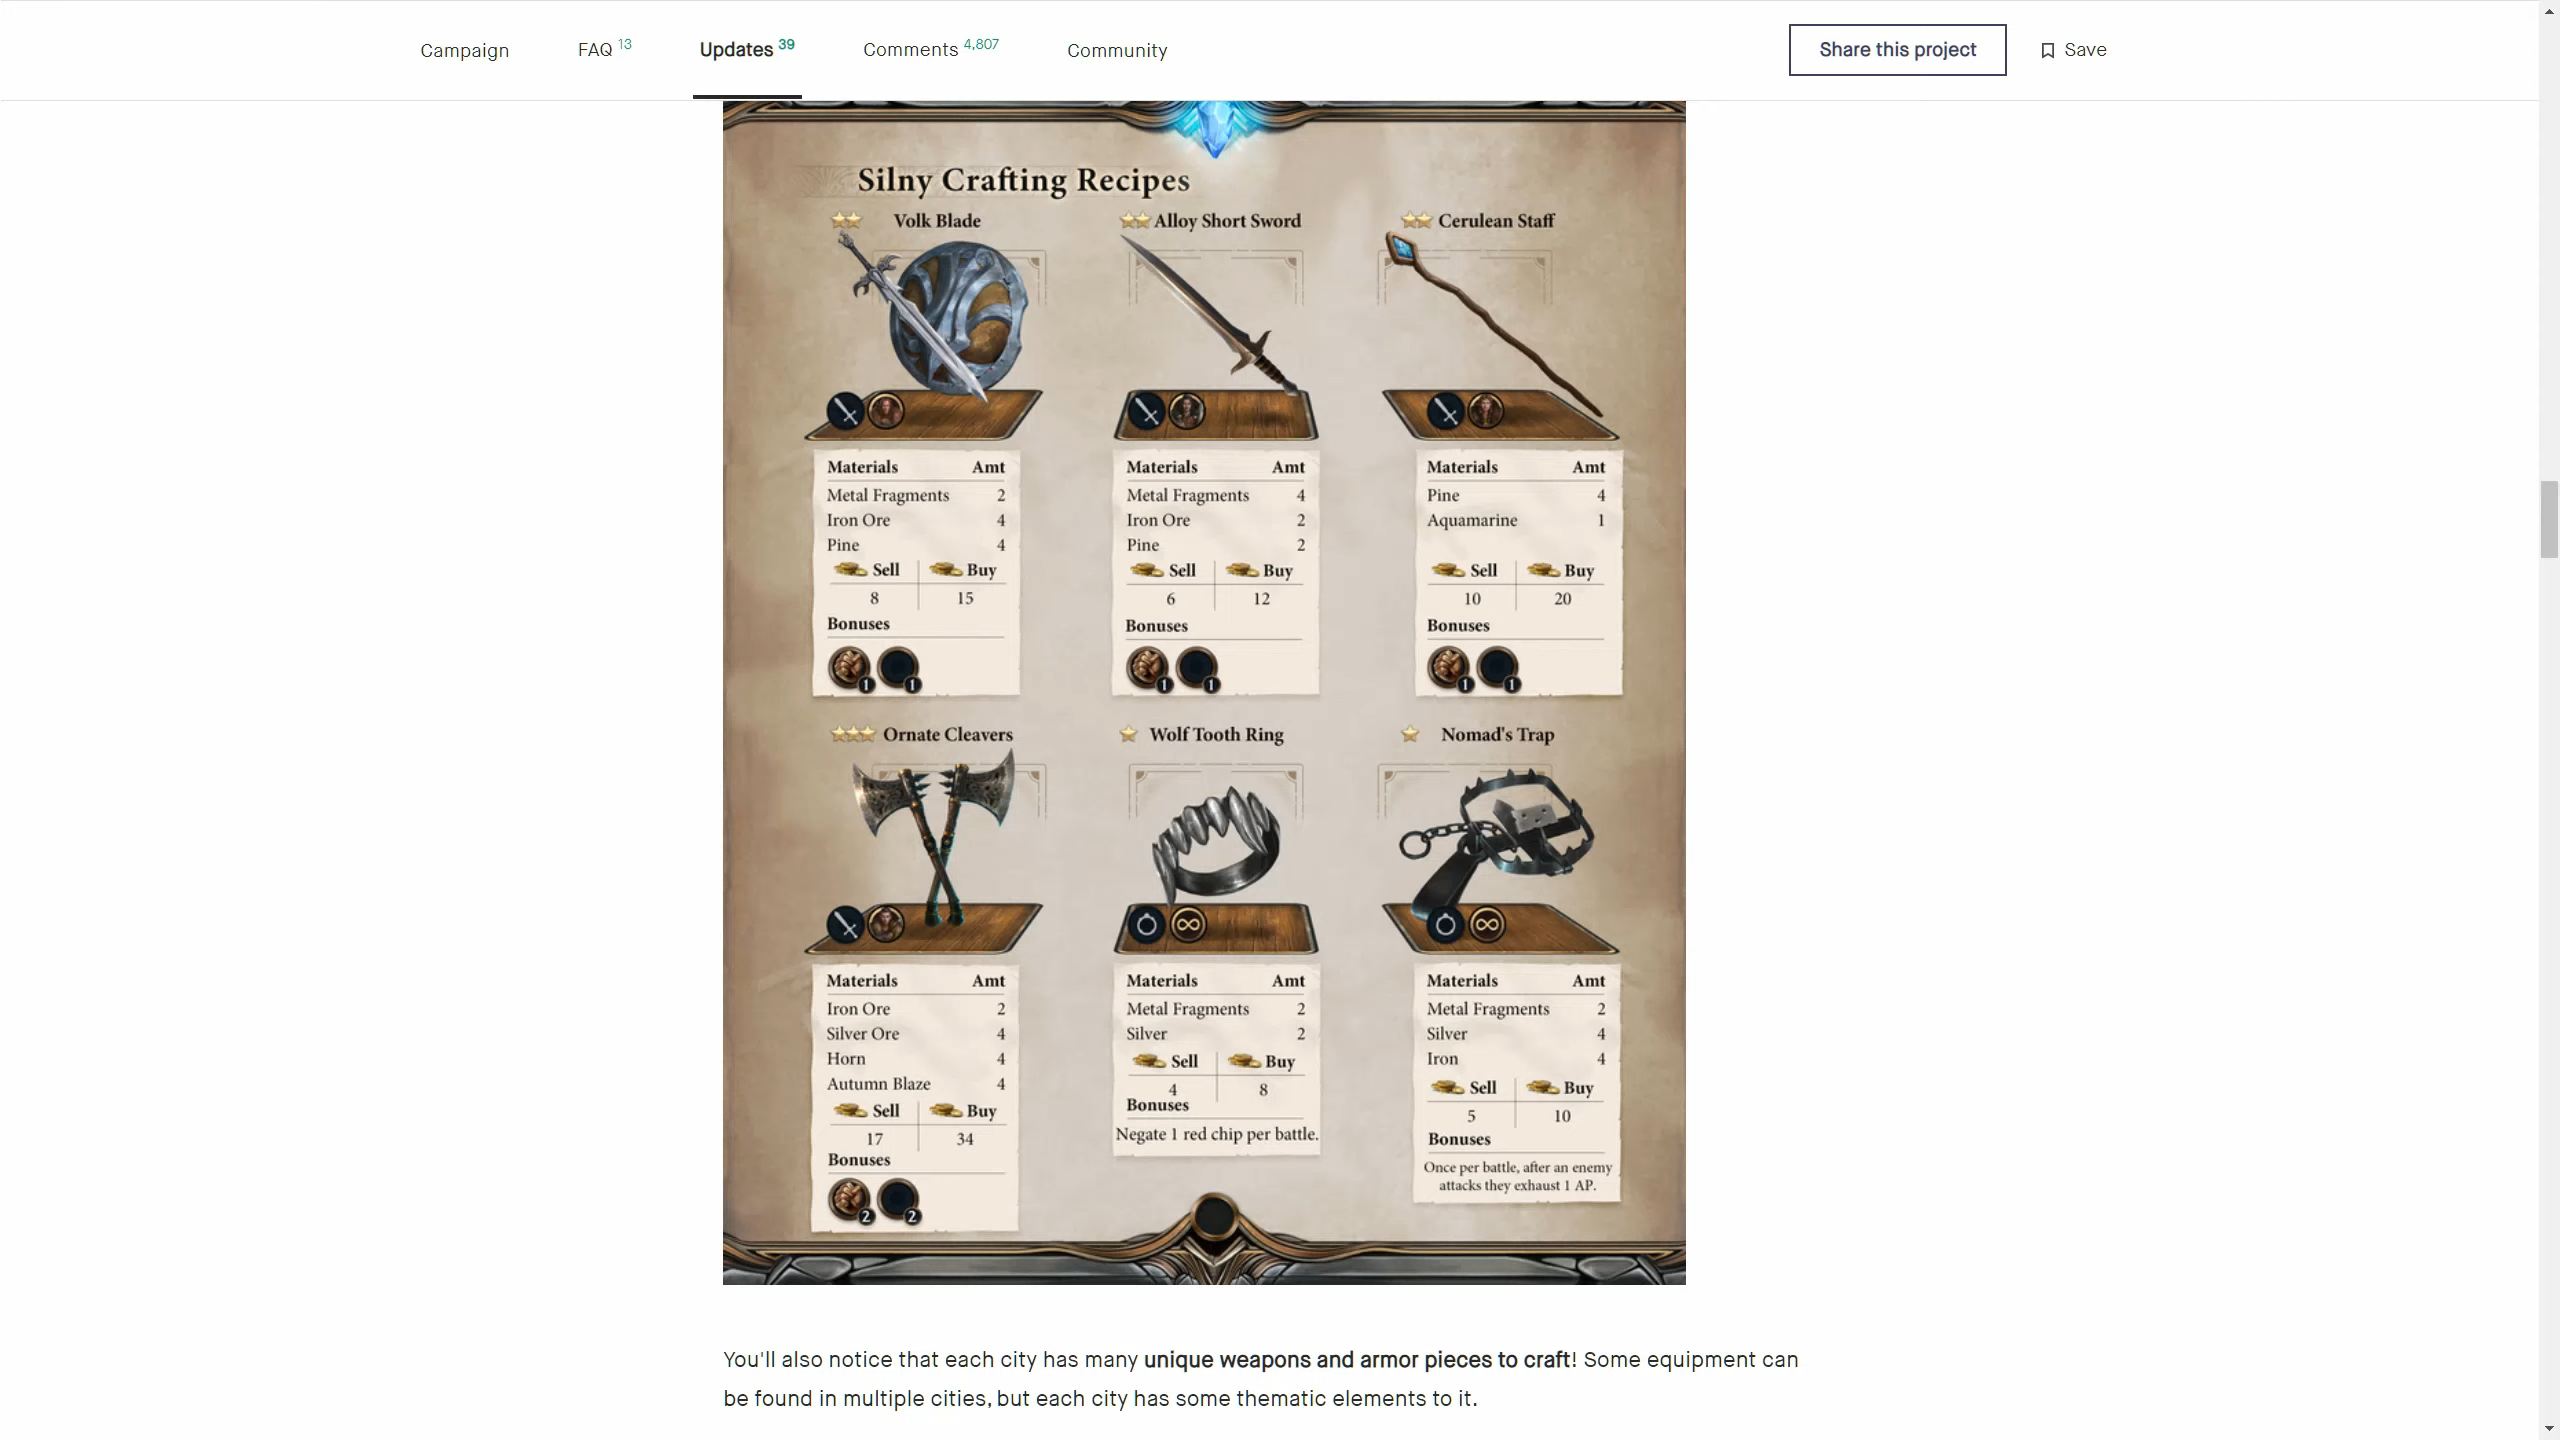 Campaign FAQ 13 Updates 39 Comments 4,807 Community Share this project Save
Silny Crafting Recipes
Volk Blade
Materials Amt
Metal Fragments 2
Iron Ore 4
Pine 4
Sell Buy
8 15
Bonuses
1 1
Alloy Short Sword
Materials Amt
Metal Fragments 4
Iron Ore 2
Pine 2
Sell Buy
6 12
Bonuses
1 1
Cerulean Staff
Materials Amt
Pine 4
Aquamarine 1
Sell Buy
10 20
Bonuses
1 1
Ornate Cleavers
Materials Amt
Iron Ore 2
Silver Ore 4
Horn 4
Autumn Blaze 4
Sell Buy
17 34
Bonuses
2 2
Wolf Tooth Ring
Materials Amt
Metal Fragments 2
Silver 2
Sell Buy
4 8
Bonuses
Negate 1 red chip per battle.
Nomad's Trap
Materials Amt
Metal Fragments 2
Silver 4
Iron 4
Sell Buy
5 10
Bonuses
Once per battle, after an enemy
attacks they exhaust 1 AP.
You'll also notice that each city has many unique weapons and armor pieces to craft! Some equipment can
be found in multiple cities, but each city has some thematic elements to it.